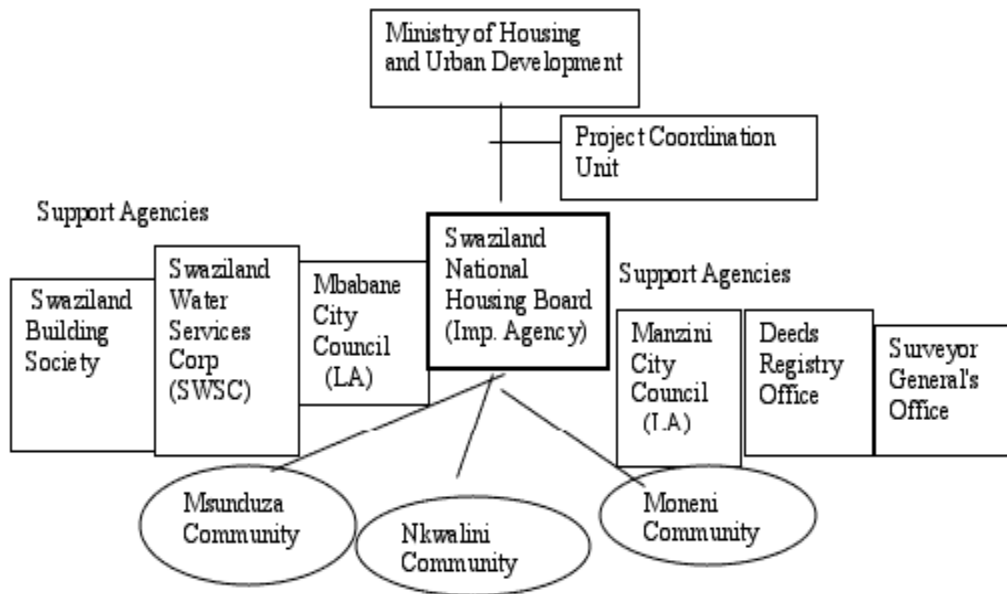 Ministry of Housing
and Urban Development
Project Coordination
Unit
Support Agencies
Swaziland
Building
Society
Swaziland
Water
Services
Corp
(SWSC)
Mbabane
City
Council
(LA)
Swaziland
National
Housing Board
(Imp. Agency)
Support Agencies
Manzini
City
Council
(LA)
Deeds
Registry
Office
Surveyor
General's
Office
Msunduza
Community
Nkwalini
Community
Moneni
Community